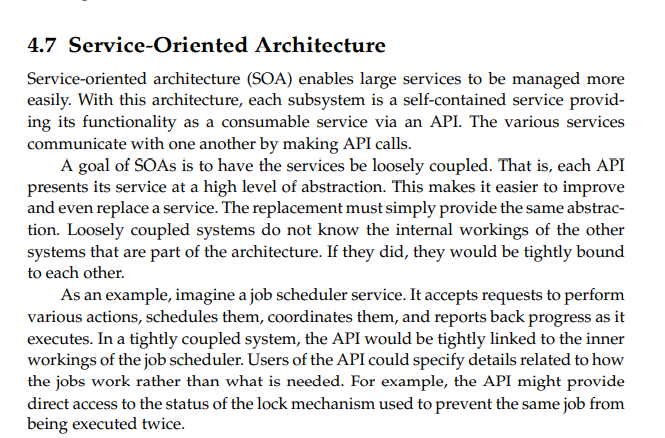 4.7 Service-Oriented Architecture
Service-oriented architecture (SOA) enables large services to be managed more
easily. With this architecture, each subsystem is a self-contained service provid-
ing its functionality as a consumable service via an API. The various services
communicate with one another by making API calls.
A goal of SOAs is to have the services be loosely coupled. That is, each API
presents its service at a high level of abstraction. This makes it easier to improve
and even replace a service. The replacement must simply provide the same abstrac-
tion. Loosely coupled systems do not know the internal workings of the other
systems that are part of the architecture. If they did, they would be tightly bound
to each other.
As an example, imagine a job scheduler service. It accepts requests to perform
various actions, schedules them, coordinates them, and reports back progress as it
executes. In a tightly coupled system, the API would be tightly linked to the inner
workings of the job scheduler. Users of the API could specify details related to how
the jobs work rather than what is needed. For example, the API might provide
direct access to the status of the lock mechanism used to prevent the same job from
being executed twice.